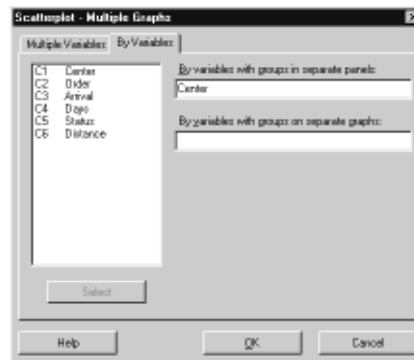 Scatterplot - Multiple Graphs
Multiple Variables
By Variables
C1 Center
C2 Order
C3 Arrival
C4 Days
C5 Status
C6 Distance
By variables with groups in separate panels:
Center
By variables with groups on separate graphs:
Select
Help
OK
Cancel